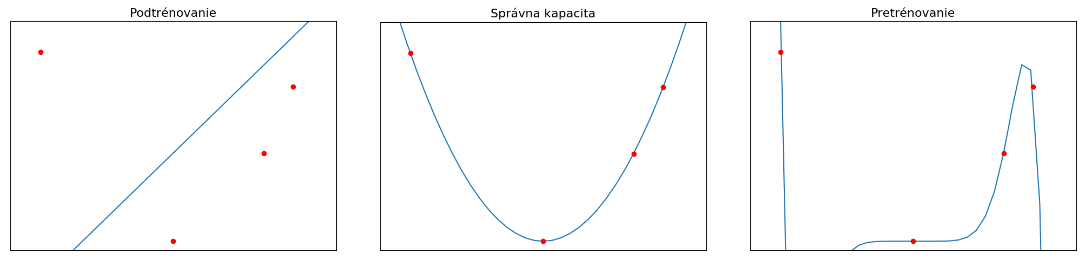 Podtrénovanie
Správna kapacita
Pretrénovanie